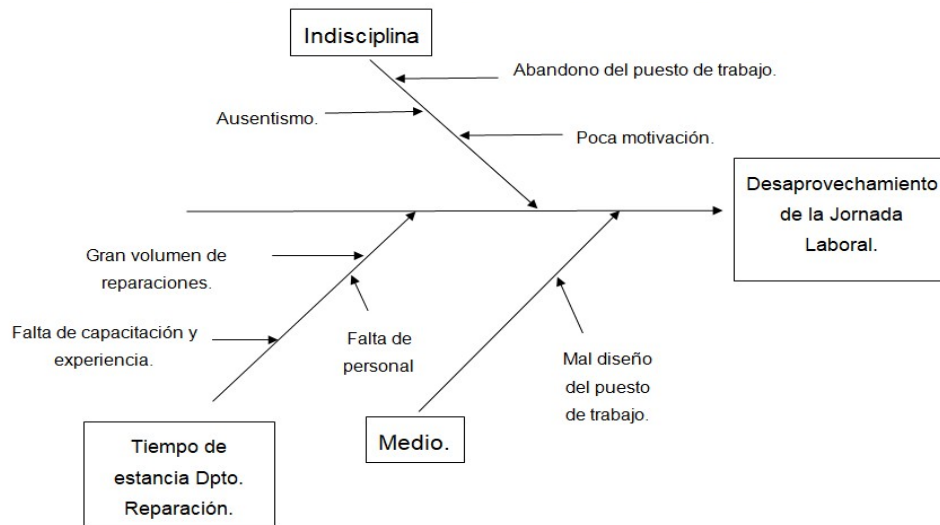 Indisciplina
Abandono del puesto de trabajo.
Ausentismo.
Poca motivación.
Desaprovechamiento
de la Jornada
Laboral.
Gran volumen de
reparaciones.
Falta de capacitación y
experiencia.
Falta de
personal
Mal diseño
del puesto
de trabajo.
Tiempo de
estancia Dpto.
Reparación.
Medio.